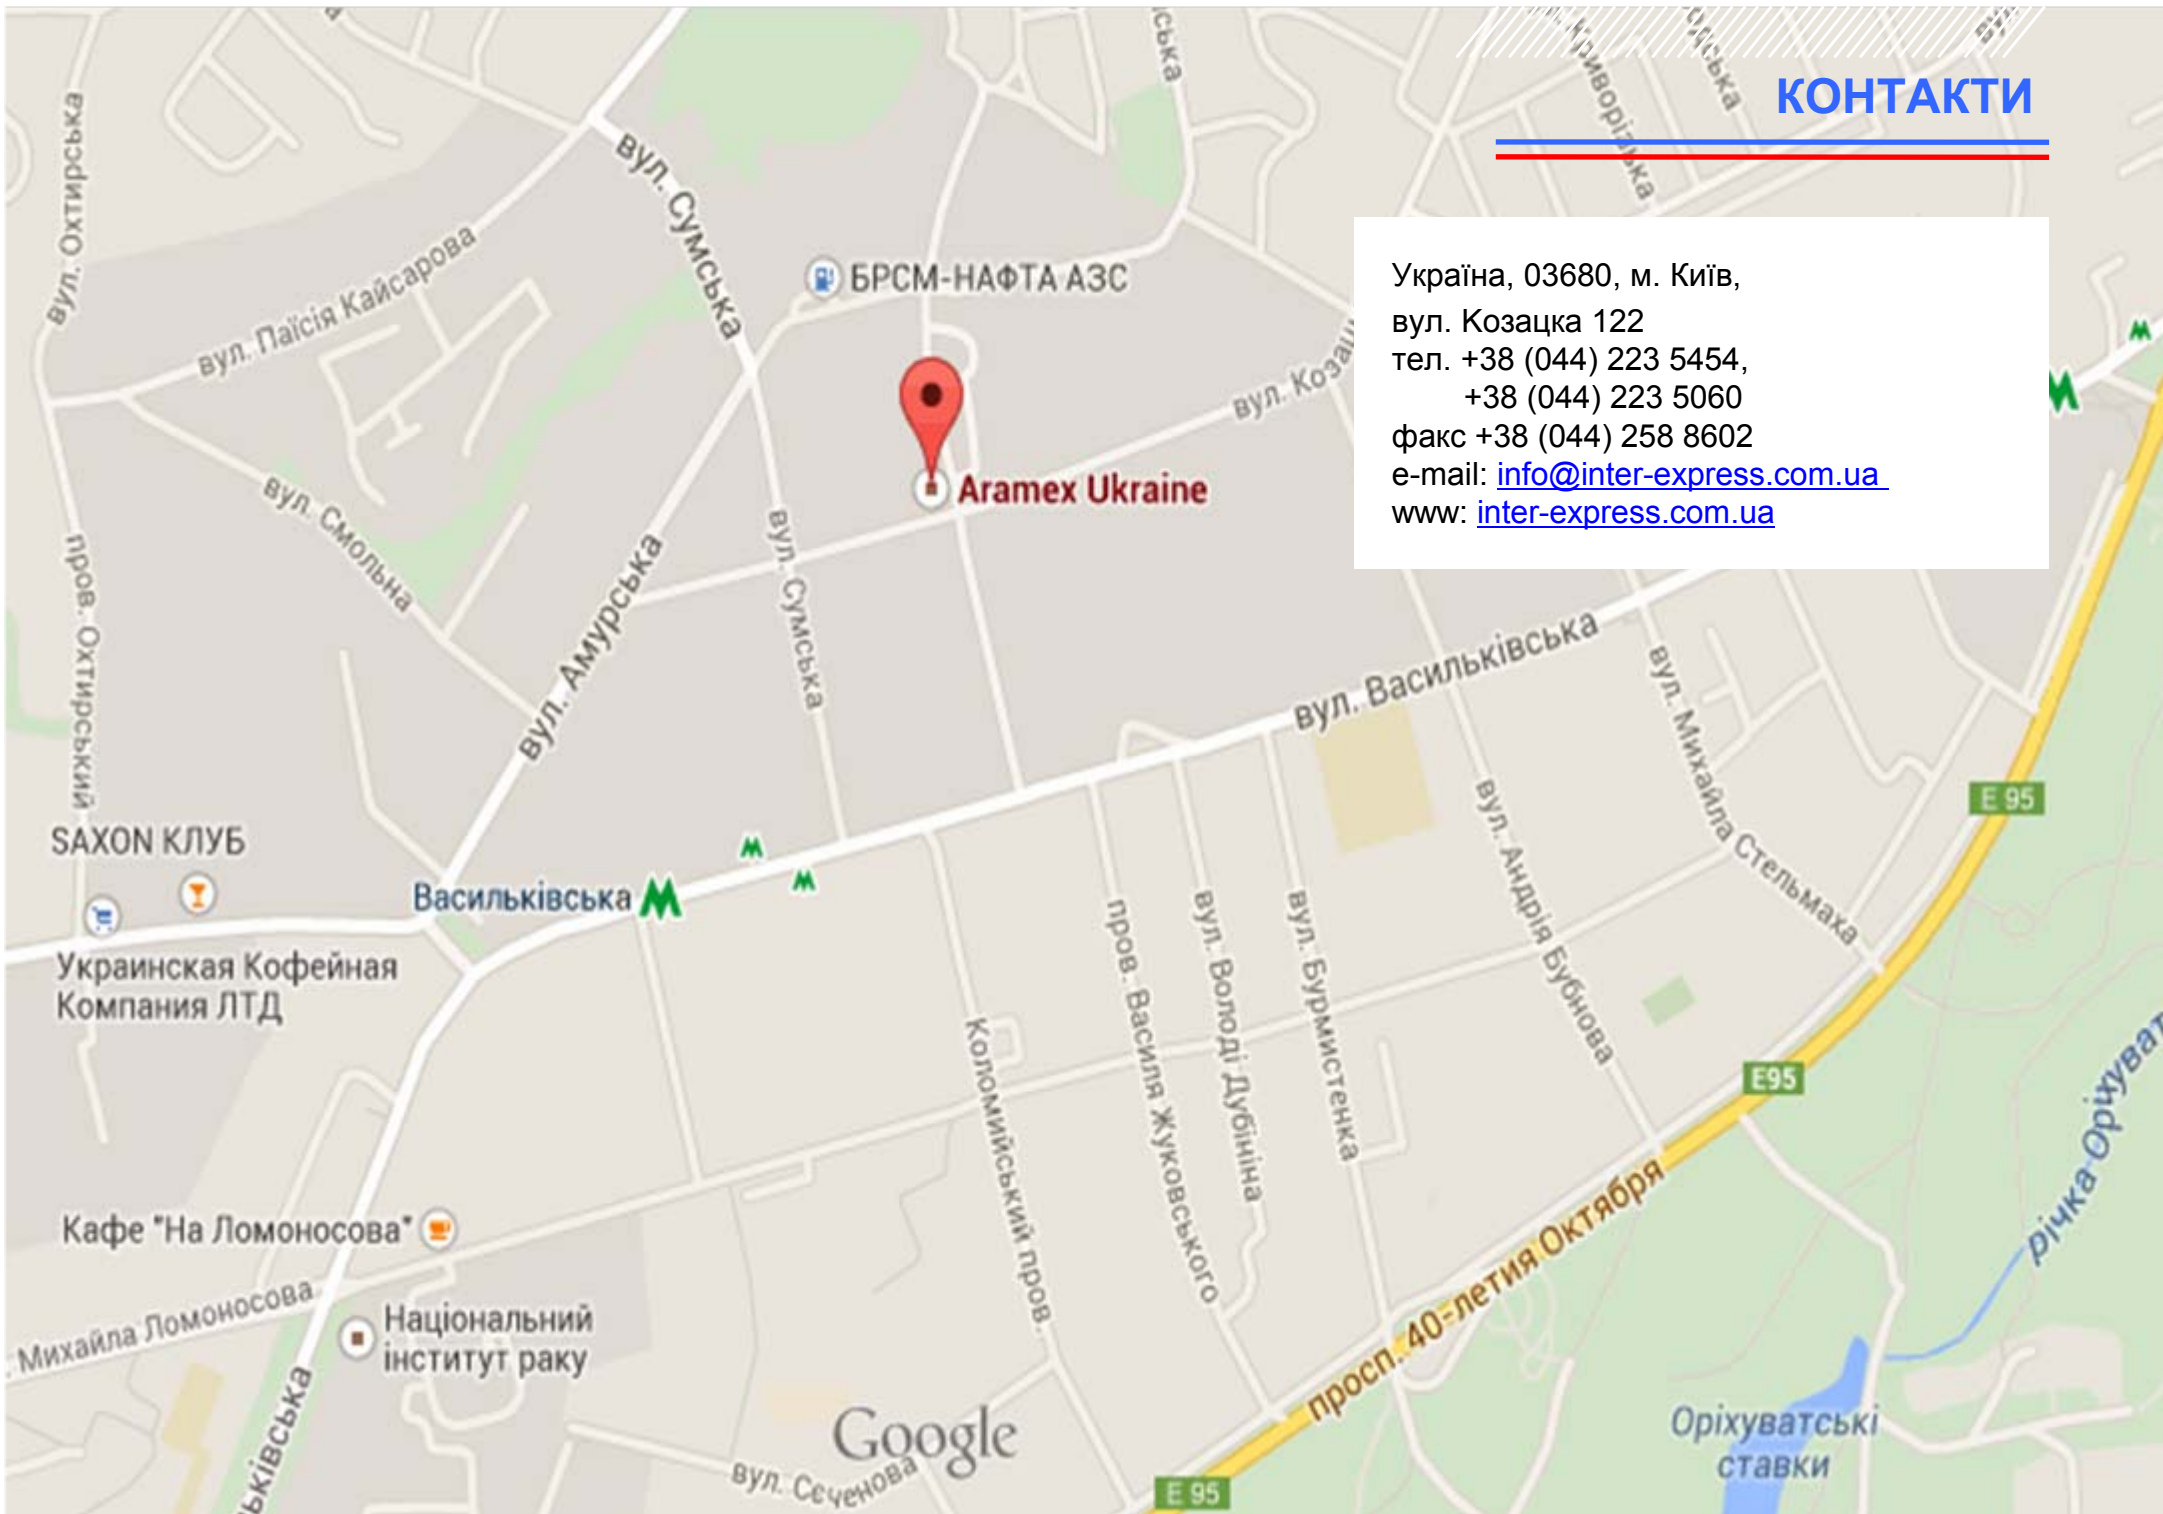 КОНТАКТИ
Україна, 03680, м. Київ,
вул. Козацка 122
тел. +38 (044) 223 5454,
+38 (044) 223 5060
факс +38 (044) 258 8602
e-mail: info@inter-express.com.ua
www: inter-express.com.ua
вул. Охтирська
вул. Сумська
вул. Паїсія Кайсарова
БРСМ-НАФТА АЗС
Aramex Ukraine
вул. Смольна
вул. Амурська
вул. Сумська
пров. Охтирський
вул. Васильківська
вул. Михайла Стельмаха
E 95
SAXON КЛУБ
Васильківська
Украинская Кофейная
Компания ЛТД
вул. Андрія Бубнова
пров. Василя Жуковського
вул. Володі Дубініна
вул. Бурмистенка
Коломийський пров.
E95
Кафе "На Ломоносова"
Михайла Ломоносова
Національний
інститут раку
просп. 40-летия Октября
Оріхуватські
ставки
річка Оріхуват
Google
вул. Сєченова
E 95